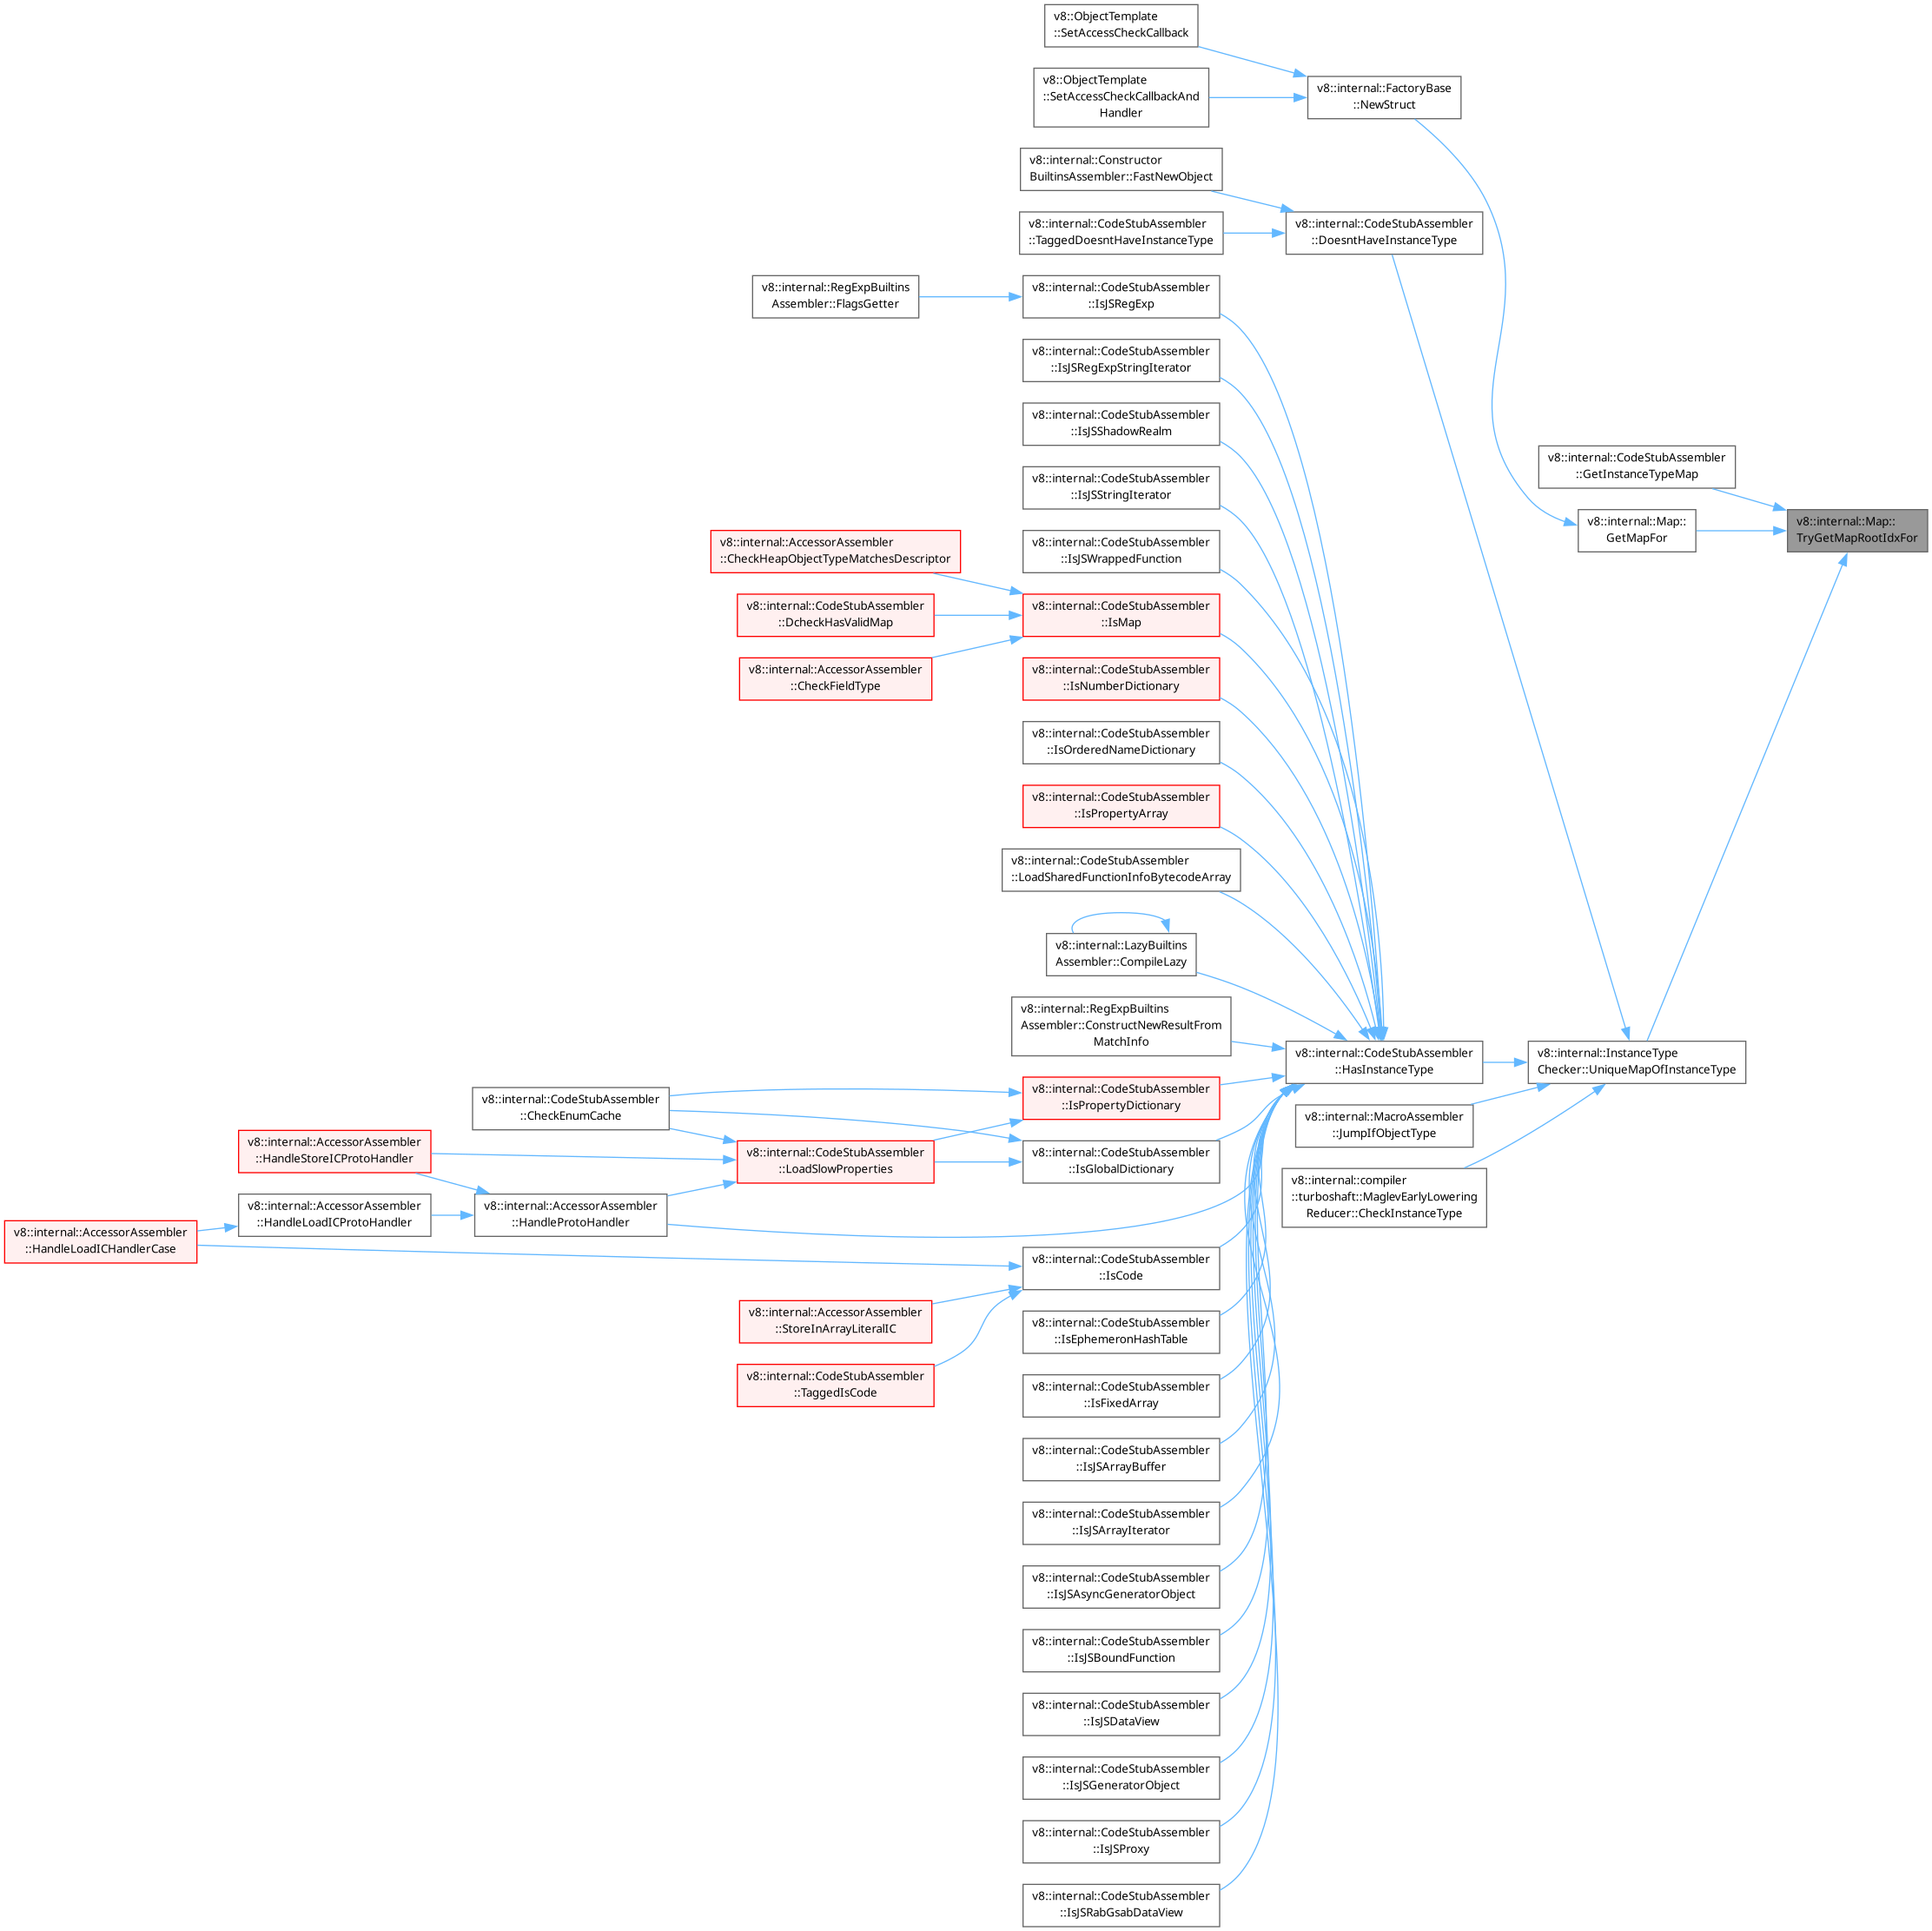 v8::ObjectTemplate
::SetAccessCheckCallback
v8::ObjectTemplate
::SetAccessCheckCallbackAnd
Handler
v8::internal::FactoryBase
::NewStruct
v8::internal::Constructor
BuiltinsAssembler::FastNewObject
v8::internal::CodeStubAssembler
::TaggedDoesntHaveInstanceType
v8::internal::CodeStubAssembler
::DoesntHaveInstanceType
v8::internal::RegExpBuiltins
Assembler::FlagsGetter
v8::internal::CodeStubAssembler
::IsJSRegExp
v8::internal::CodeStubAssembler
::IsJSRegExpStringIterator
v8::internal::CodeStubAssembler
::IsJSShadowRealm
v8::internal::CodeStubAssembler
::GetInstanceTypeMap
v8::internal::CodeStubAssembler
::IsJSStringIterator
v8::internal::Map::
GetMapFor
v8::internal::Map::
TryGetMapRootIdxFor
v8::internal::AccessorAssembler
::CheckHeapObjectTypeMatchesDescriptor
v8::internal::CodeStubAssembler
::IsJSWrappedFunction
v8::internal::CodeStubAssembler
::DcheckHasValidMap
v8::internal::CodeStubAssembler
::IsMap
v8::internal::AccessorAssembler
::CheckFieldType
v8::internal::CodeStubAssembler
::IsNumberDictionary
v8::internal::CodeStubAssembler
::IsOrderedNameDictionary
v8::internal::CodeStubAssembler
::IsPropertyArray
v8::internal::CodeStubAssembler
::LoadSharedFunctionInfoBytecodeArray
v8::internal::LazyBuiltins
Assembler::CompileLazy
v8::internal::RegExpBuiltins
Assembler::ConstructNewResultFrom
MatchInfo
v8::internal::CodeStubAssembler
::HasInstanceType
v8::internal::InstanceType
Checker::UniqueMapOfInstanceType
v8::internal::CodeStubAssembler
::CheckEnumCache
v8::internal::CodeStubAssembler
::IsPropertyDictionary
v8::internal::MacroAssembler
::JumpIfObjectType
v8::internal::AccessorAssembler
::HandleStoreICProtoHandler
v8::internal::CodeStubAssembler
::LoadSlowProperties
v8::internal::CodeStubAssembler
::IsGlobalDictionary
v8::internal::compiler
::turboshaft::MaglevEarlyLowering
Reducer::CheckInstanceType
v8::internal::AccessorAssembler
::HandleLoadICProtoHandler
v8::internal::AccessorAssembler
::HandleProtoHandler
v8::internal::AccessorAssembler
::HandleLoadICHandlerCase
v8::internal::CodeStubAssembler
::IsCode
v8::internal::AccessorAssembler
::StoreInArrayLiteralIC
v8::internal::CodeStubAssembler
::IsEphemeronHashTable
v8::internal::CodeStubAssembler
::TaggedIsCode
v8::internal::CodeStubAssembler
::IsFixedArray
v8::internal::CodeStubAssembler
::IsJSArrayBuffer
v8::internal::CodeStubAssembler
::IsJSArrayIterator
v8::internal::CodeStubAssembler
::IsJSAsyncGeneratorObject
v8::internal::CodeStubAssembler
::IsJSBoundFunction
v8::internal::CodeStubAssembler
::IsJSDataView
v8::internal::CodeStubAssembler
::IsJSGeneratorObject
v8::internal::CodeStubAssembler
::IsJSProxy
v8::internal::CodeStubAssembler
::IsJSRabGsabDataView